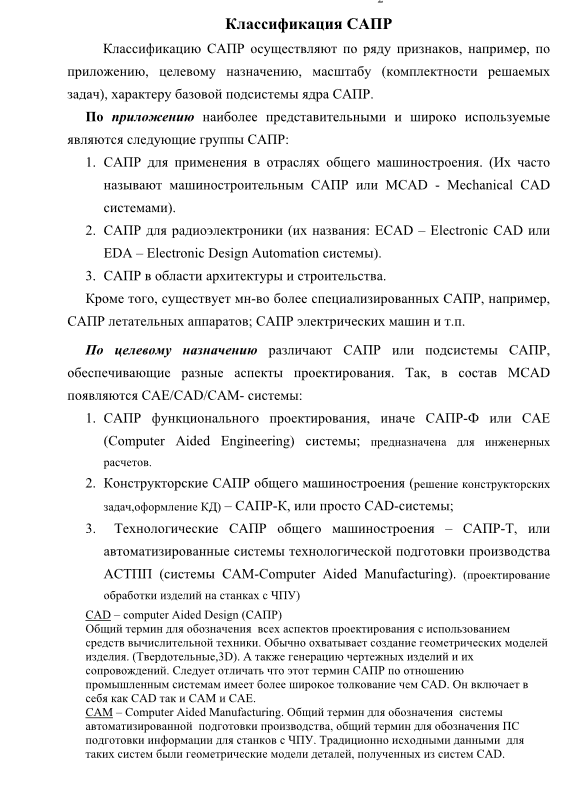 Классификация САПР
Классификацию САПР осуществляют по ряду признаков, например, по
приложению, целевому назначению, масштабу (комплектности решаемых
задач), характеру базовой подсистемы ядра САПР.
По приложению наиболее представительными и широко используемые
являются следующие группы САПР:
1. САПР для применения в отраслях общего машиностроения. (Их часто
называют машиностроительным САПР или MCAD - Mechanical CAD
системами).
2. САПР для радиоэлектроники (их названия: ECAD – Electronic CAD или
EDA – Electronic Design Automation системы).
3. САПР в области архитектуры и строительства.
Кроме того, существует мн-во более специализированных САПР, например,
САПР летательных аппаратов; САПР электрических машин и т.п.
По целевому назначению различают САПР или подсистемы САПР,
обеспечивающие разные аспекты проектирования. Так, в состав MCAD
появляются CAE/CAD/CAM- системы:
1. САПР функционального проектирования, иначе САПР-Ф или CAE
(Computer Aided Engineering) системы; предназначена для инженерных
расчетов.
2. Конструкторские САПР общего машиностроения (решение конструкторских
задач,оформление КД) – САПР-К, или просто CAD-системы;
3. Технологические САПР общего машиностроения – САПР-Т, или
автоматизированные системы технологической подготовки производства
АСТПП (системы CAM-Computer Aided Manufacturing). (проектирование
обработки изделий на станках с ЧПУ)
CAD – computer Aided Design (САПР)
Общий термин для обозначения всех аспектов проектирования с использованием
средств вычислительной техники. Обычно охватывает создание геометрических моделей
изделия. (Твердотельные,3D). А также генерацию чертежных изделий и их
сопровождений. Следует отличать что этот термин САПР по отношению
промышленным системам имеет более широкое толкование чем CAD. Он включает в
себя как CAD так и CAM и CAE.
CAM – Computer Aided Manufacturing. Общий термин для обозначения системы
автоматизированной подготовки производства, общий термин для обозначения ПС
подготовки информации для станков с ЧПУ. Традиционно исходными данными для
таких систем были геометрические модели деталей, полученных из систем CAD.